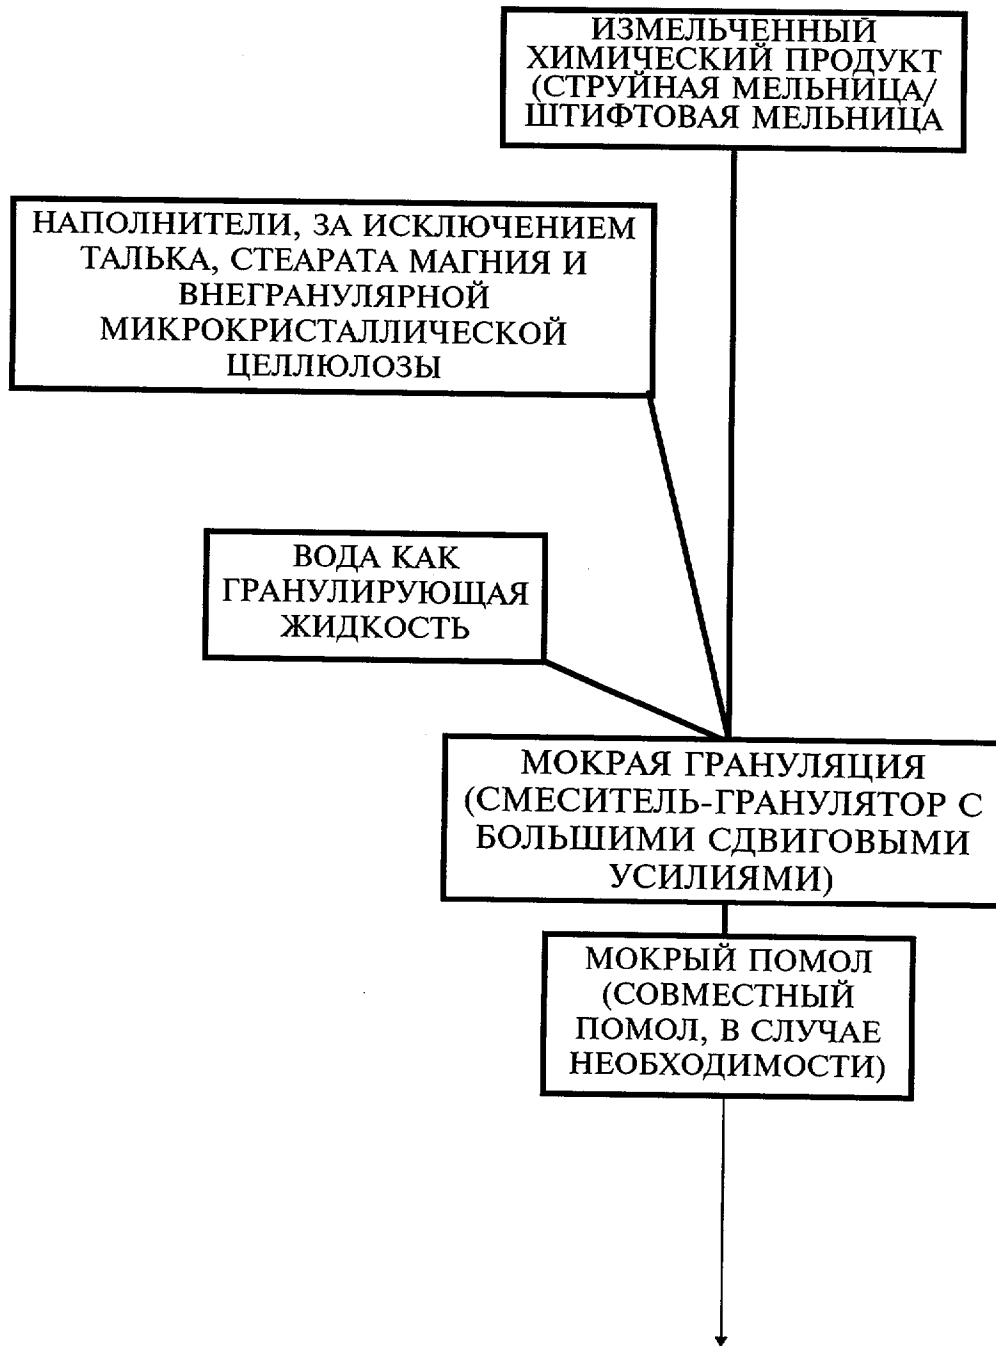 ИЗМЕЛЬЧЕННЫЙ
ХИМИЧЕСКИЙ ПРОДУКТ
(СТРУЙНАЯ МЕЛЬНИЦА/
ШТИФТОВАЯ МЕЛЬНИЦА
НАПОЛНИТЕЛИ, ЗА ИСКЛЮЧЕНИЕМ
ТАЛЬКА, СТЕАРАТА МАГНИЯ И
ВНЕГРАНУЛЯРНОЙ
МИКРОКРИСТАЛЛИЧЕСКОЙ
ЦЕЛЛЮЛОЗЫ
ВОДА КАК
ГРАНУЛИРУЮЩАЯ
ЖИДКОСТЬ
МОКРАЯ ГРАНУЛЯЦИЯ
(СМЕСИТЕЛЬ-ГРАНУЛЯТОР С
БОЛЬШИМИ СДВИГОВЫМИ
УСИЛИЯМИ)
МОКРЫЙ ПОМОЛ
(СОВМЕСТНЫЙ
ПОМОЛ, В СЛУЧАЕ
НЕОБХОДИМОСТИ)